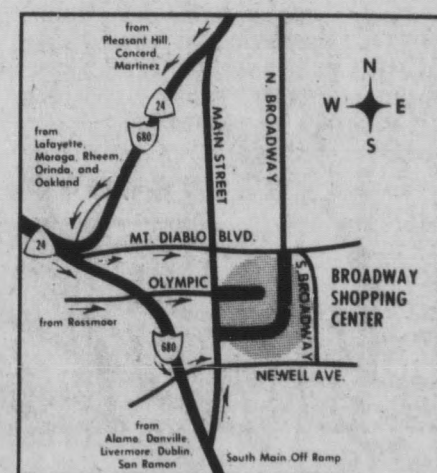 from
Pleasant Hill,
Concord,
Martinez
24
680
N. BROADWAY
MAIN STREET
N
W E
S
from
Lafayette,
Moraga, Rheem,
Orinda, and
Oakland
24
MT. DIABLO BLVD.
OLYMPIC
S. BROADWAY
BROADWAY
SHOPPING
CENTER
from Rossmoor
680
NEWELL AVE.
from
Alamo, Danville,
Livermore, Dublin,
San Ramon
South Main Off Ramp